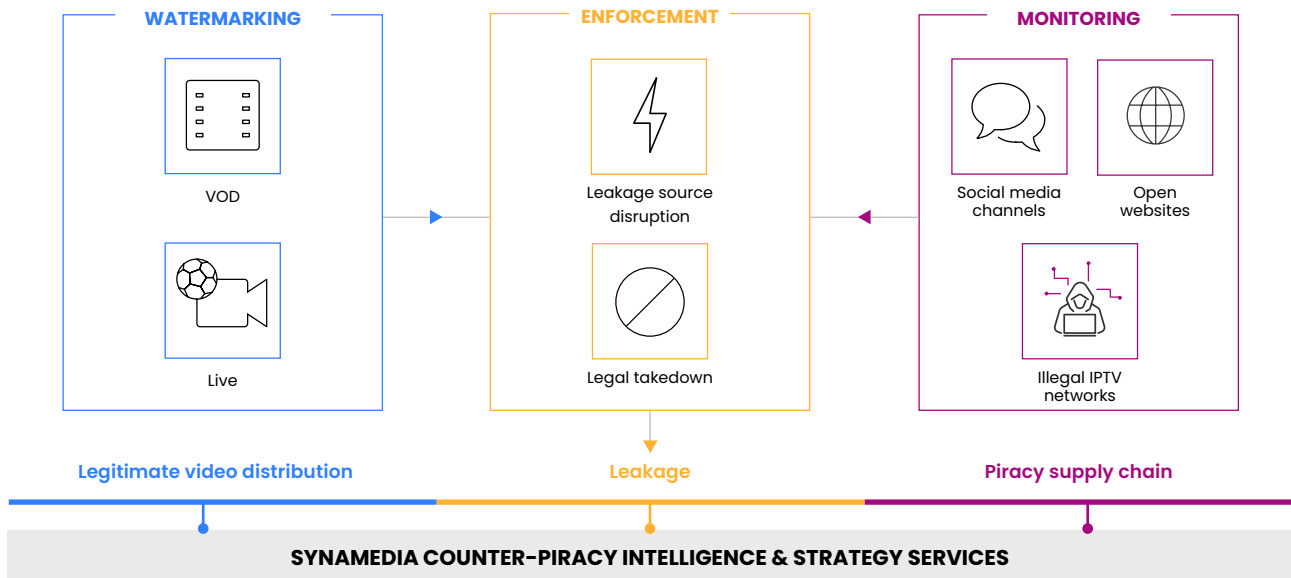 WATERMARKING
VOD
Live
ENFORCEMENT
Leakage source
disruption
Legal takedown
MONITORING
Social media
channels
Open
websites
Illegal IPTV
networks
Legitimate video distribution
Leakage
Piracy supply chain
SYNAMEDIA COUNTER-PIRACY INTELLIGENCE & STRATEGY SERVICES